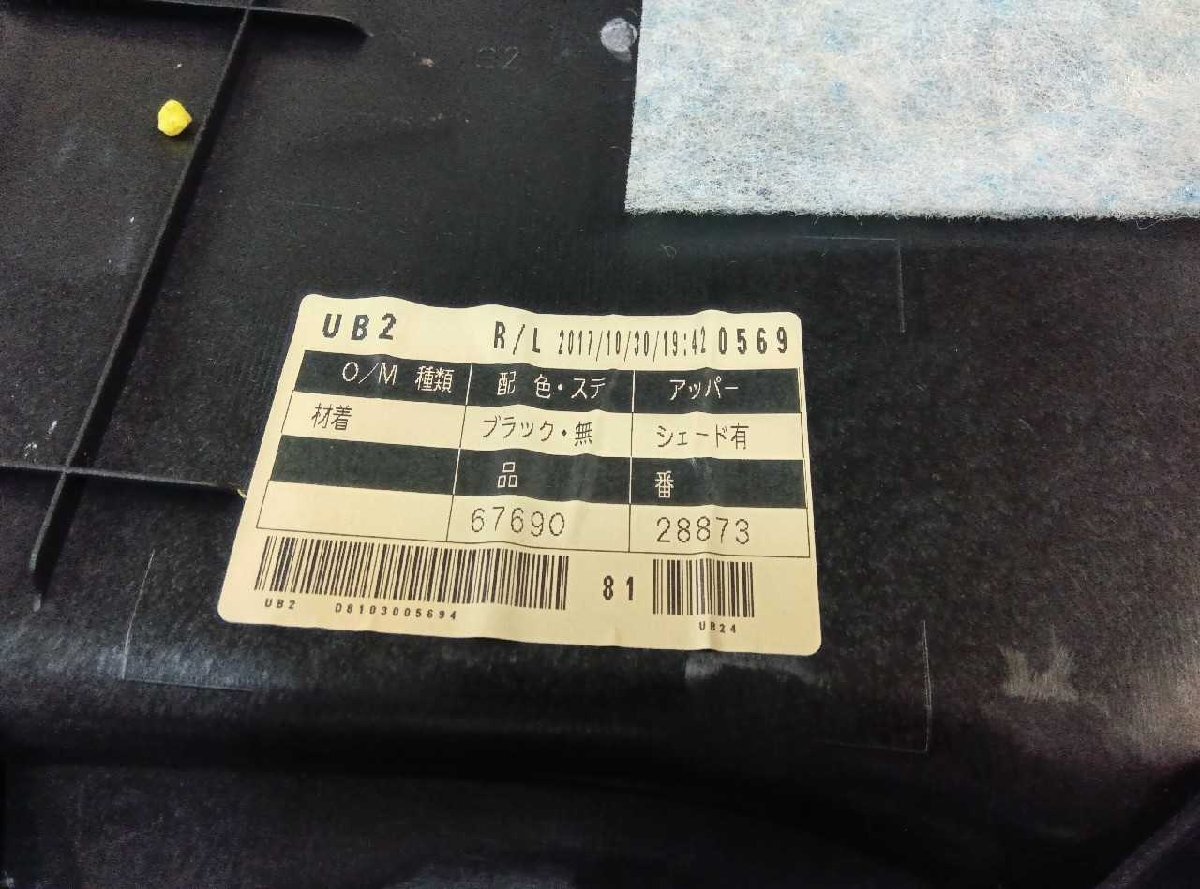 UB2 R/L 2017/10/30/19:42 0569
O/M 種類 配 色・ステ アッパー
材着 ブラック・無 シェード有
品 番
67690 28873
81
UB2 D8103005694 UB24